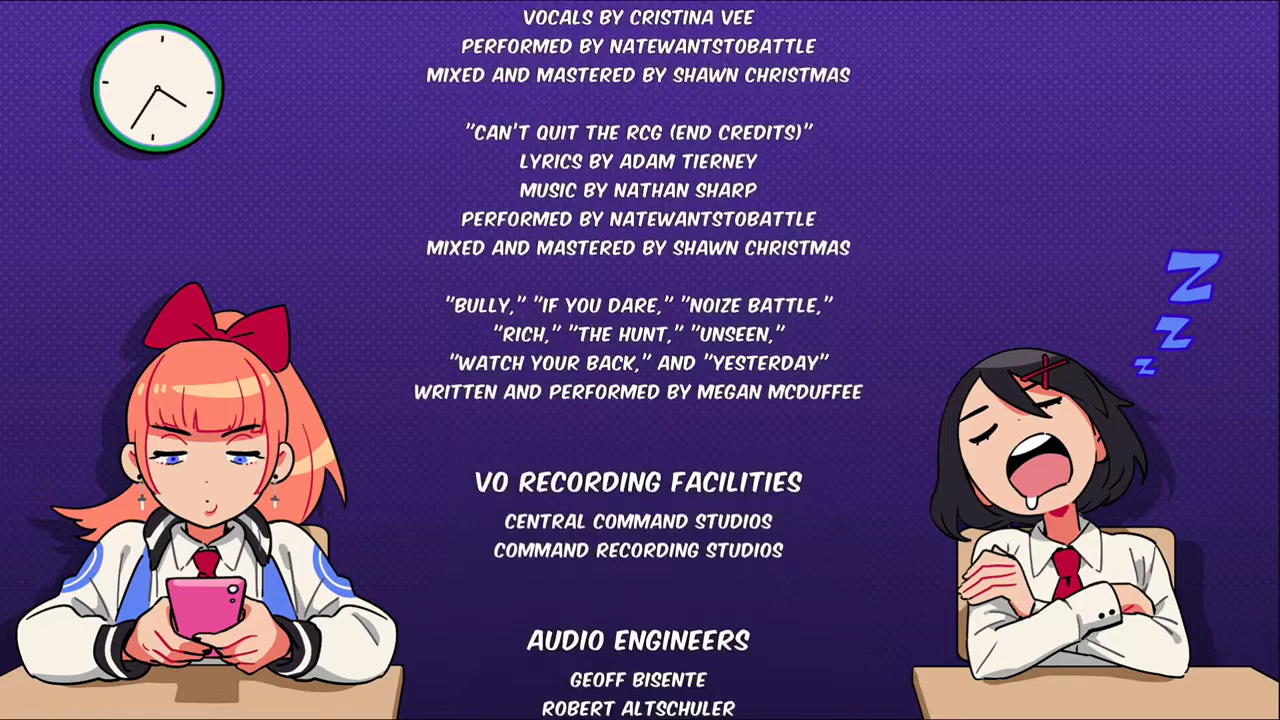 VOCALS BY CRISTINA VEE
PERFORMED BY NATEWANTSTOBATTLE
MIXED AND MASTERED BY SHAWN CHRISTMAS
"CAN'T QUIT THE RCG (END CREDITS)"
LYRICS BY ADAM TIERNEY
MUSIC BY NATHAN SHARP
PERFORMED BY NATEWANTSTOBATTLE
MIXED AND MASTERED BY SHAWN CHRISTMAS
"BULLY," "IF YOU DARE," "NOIZE BATTLE,"
"RICH," "THE HUNT," "UNSEEN,"
"WATCH YOUR BACK," AND "YESTERDAY"
WRITTEN AND PERFORMED BY MEGAN MCDUFFEE
VO RECORDING FACILITIES
CENTRAL COMMAND STUDIOS
COMMAND RECORDING STUDIOS
AUDIO ENGINEERS
GEOFF BISENTE
ROBERT ALTSCHULER
Z
Z
Z